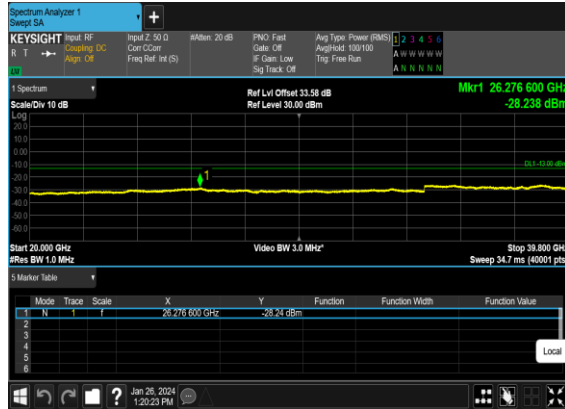 Spectrum Analyzer 1
Swept SA
KEYSIGHT Input: RF Input Z: 50 Ω #Atten: 20 dB PNO: Fast Avg Type: Power (RMS) 1 2 3 4 5 6
R T Coupling: DC Corr CCorr Gate: Off Avg|Hold: 100/100 A W W W W W
Align: Off Freq Ref: Int (S) IF Gain: Low Trig: Free Run
LW Sig Track: Off A N N N N N
1 Spectrum Ref Lvl Offset 33.58 dB Mkr1 26.276 600 GHz
Scale/Div 10 dB Ref Level 30.00 dBm -28.238 dBm
Log
20.0
10.0
0.00
-10.0 DL1 -13.00 dBm
-20.0 1
-30.0
-40.0
-50.0
-60.0
Start 20.000 GHz Video BW 3.0 MHz* Stop 39.800 GHz
#Res BW 1.0 MHz Sweep 34.7 ms (40001 pts)
5 Marker Table
Mode Trace Scale X Y Function Function Width Function Value
1 N 1 f 26.276 600 GHz -28.24 dBm
2
3
4
5
6
Local
? Jan 26, 2024
1:20:23 PM